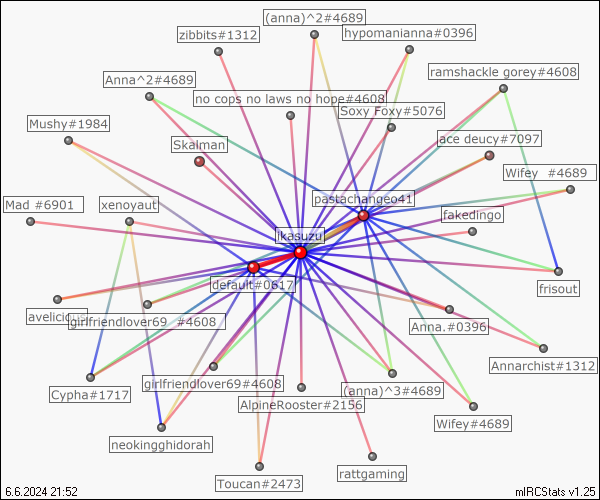 (anna)^2#4689
zibbits#1312
hypomanianna#0396
Anna^2#4689
ramshackle gorey#4608
no cops no laws no hope#4608
Soxy Foxy#5076
Mushy#1984
ace deucy#7097
Skalman
Wifey_#4689
pastachangeo41
Mad #6901
xenoyaut
fakedingo
ikasuzu
default#0617
frisout
avelicious
girlfriendlover69_#4608
Anna.#0396
Annarchist#1312
Cypha#1717
girlfriendlover69#4608
(anna)^3#4689
AlpineRooster#2156
Wifey#4689
neokingghidorah
rattgaming
Toucan#2473
6.6.2024 21:52
mIRCStats v1.25